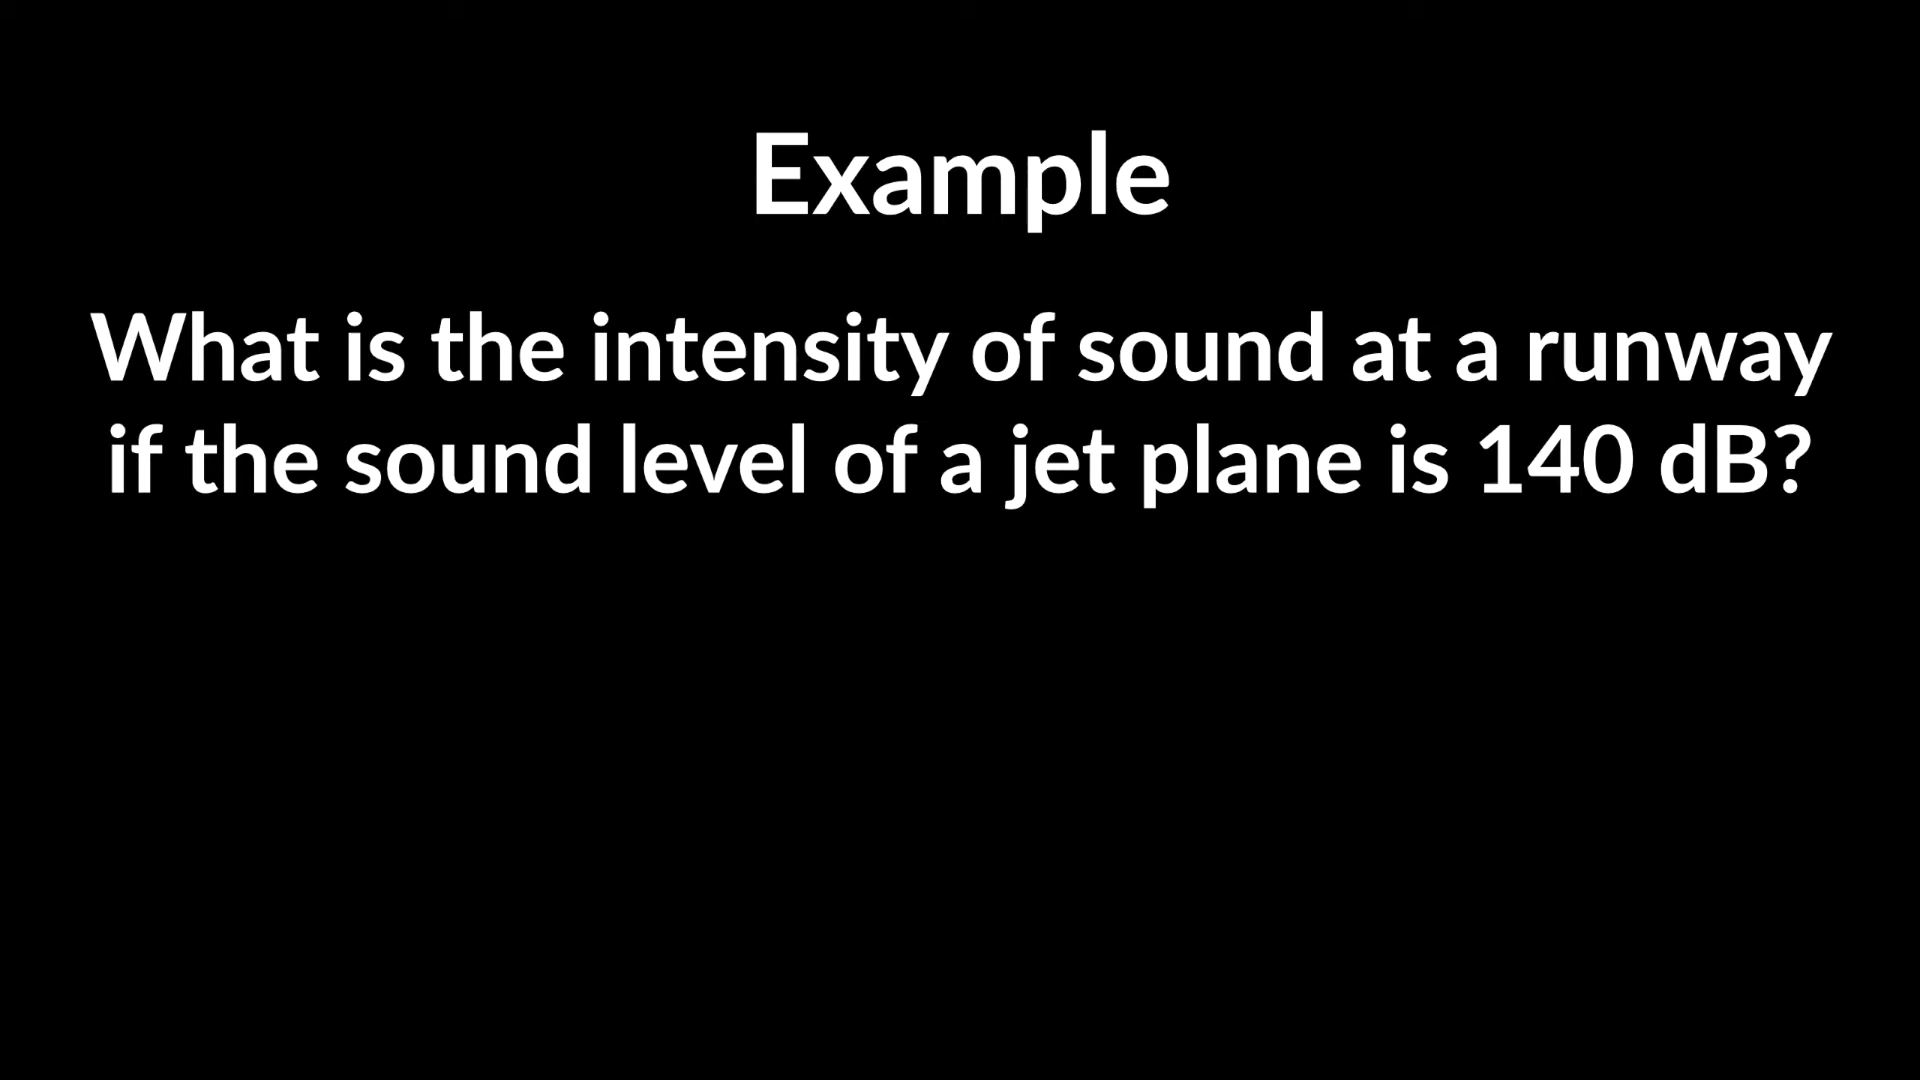 Example
What is the intensity of sound at a runway
if the sound level of a jet plane is 140 dB?